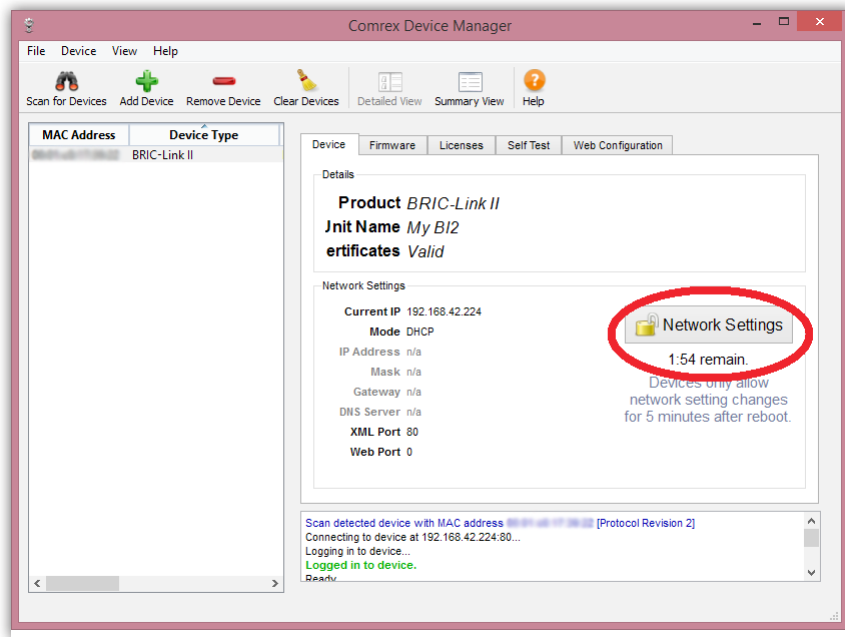 Comrex Device Manager
File Device View Help
Scan for Devices Add Device Remove Device Clear Devices Detailed View Summary View Help
MAC Address Device Type
BRIC-Link II
Device Firmware Licenses Self Test Web Configuration
Details
Product BRIC-Link II
Unit Name My BI2
ertificates Valid
Network Settings
Current IP 192.168.42.224
Mode DHCP
IP Address n/a
Mask n/a
Gateway n/a
DNS Server n/a
XML Port 80
Web Port 0
Network Settings
1:54 remain.
Devices only allow
network setting changes
for 5 minutes after reboot.
Scan detected device with MAC address [Protocol Revision 2]
Connecting to device at 192.168.42.224:80...
Logging in to device...
Logged in to device.
Ready